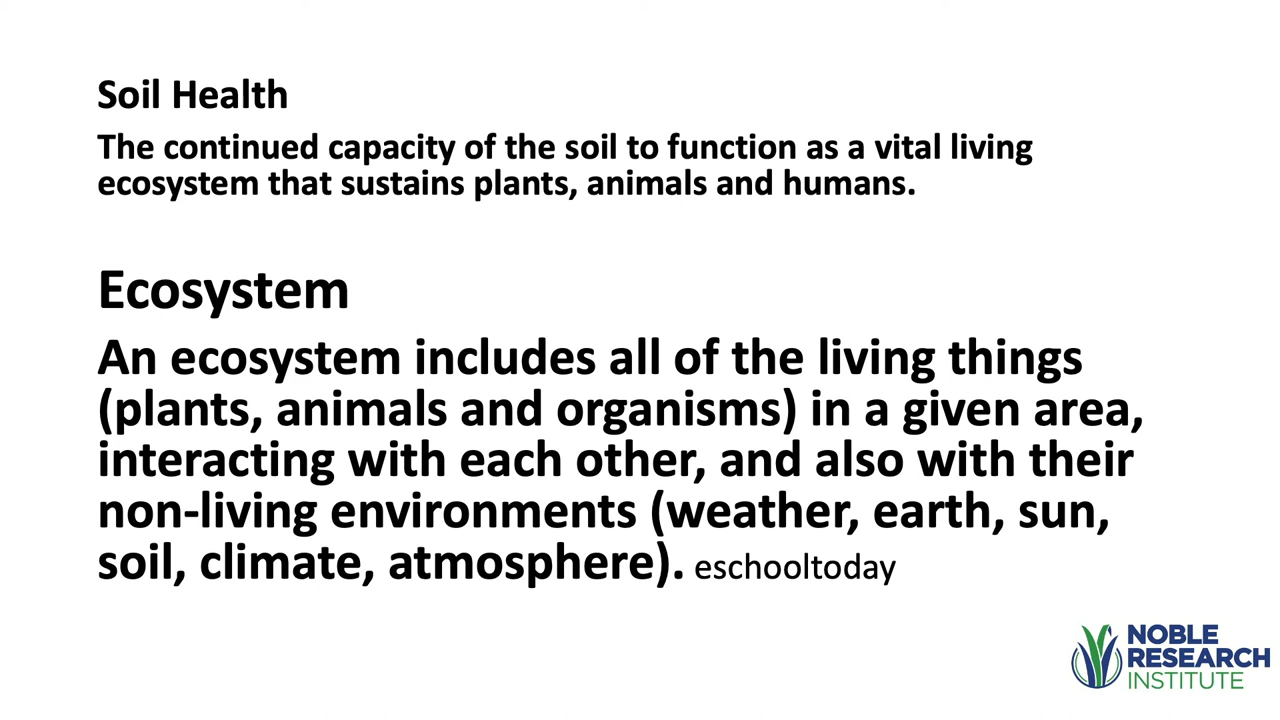 Soil Health
The continued capacity of the soil to function as a vital living
ecosystem that sustains plants, animals and humans.
Ecosystem
An ecosystem includes all of the living things
(plants, animals and organisms) in a given area,
interacting with each other, and also with their
non-living environments (weather, earth, sun,
soil, climate, atmosphere). eschooltoday
NOBLE
RESEARCH
INSTITUTE